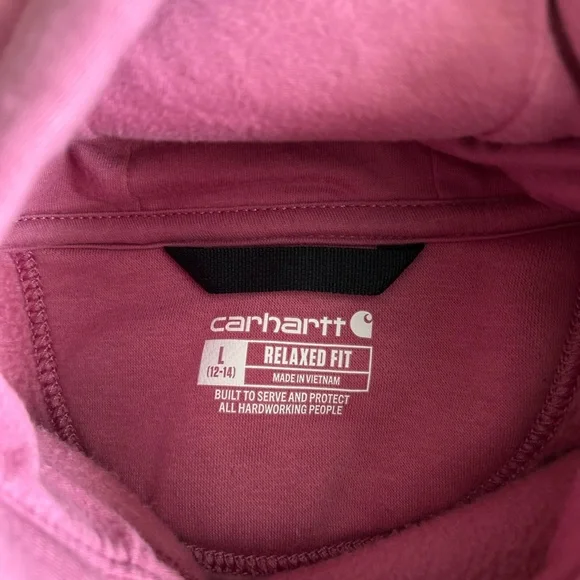 carhartt
L
(12-14)
RELAXED FIT
MADE IN VIETNAM
BUILT TO SERVE AND PROTECT
ALL HARDWORKING PEOPLE